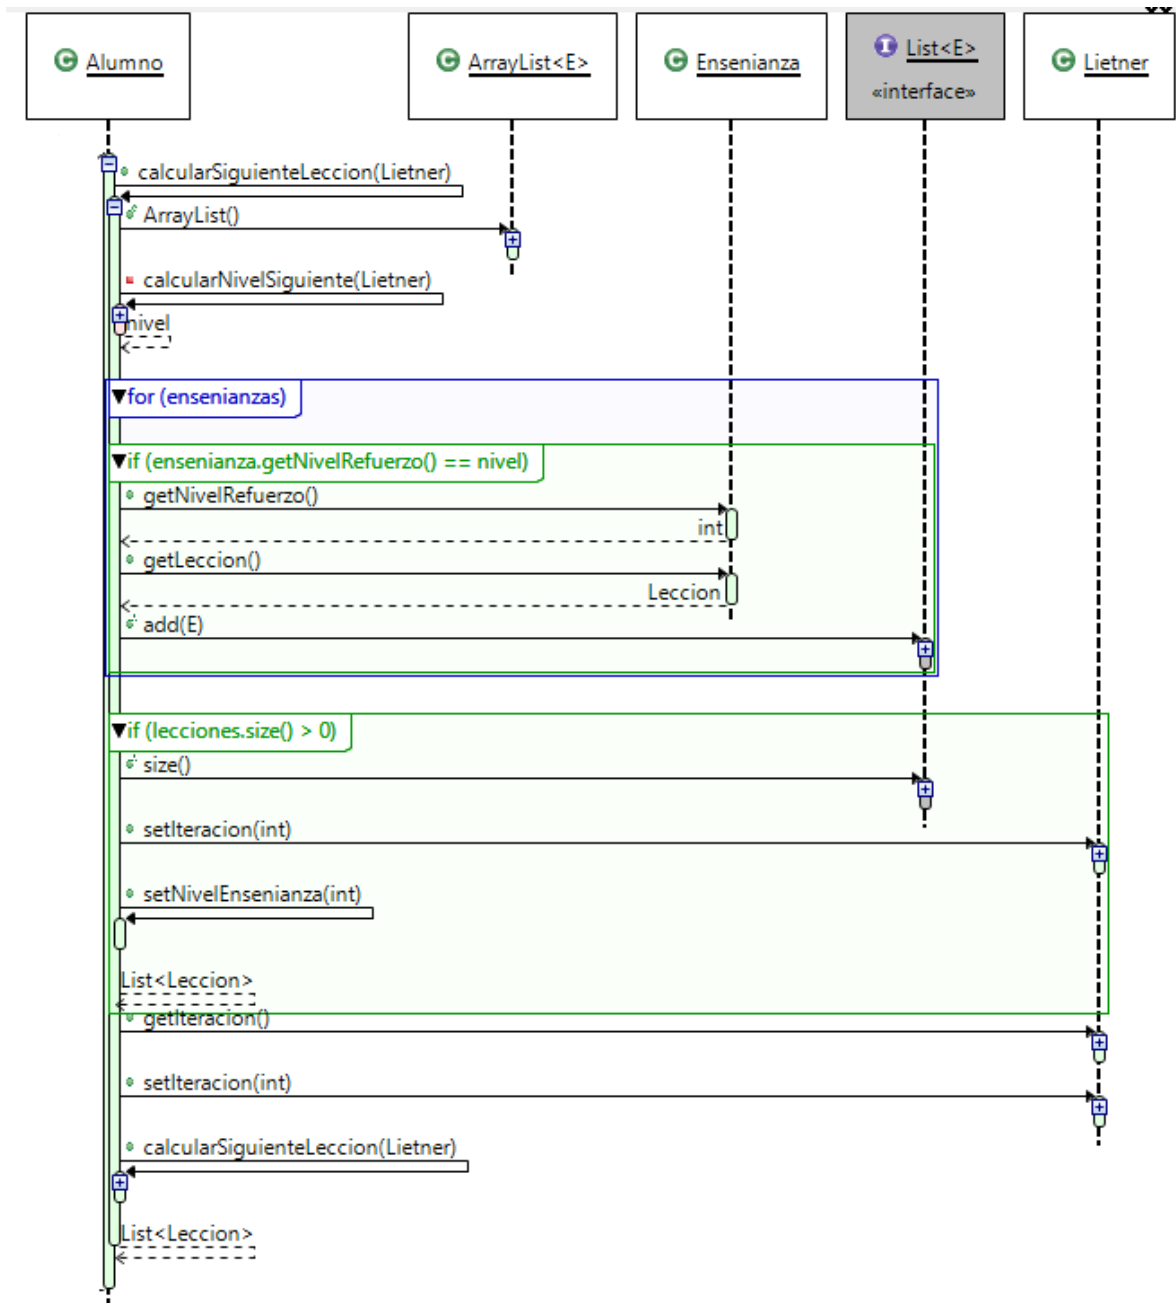 Alumno
ArrayList<E>
Ensenianza
List<E>
«interface»
Lietner
calcularSiguienteLeccion(Lietner)
ArrayList()
calcularNivelSiguiente(Lietner)
nivel
for (ensenianzas)
if (ensenianza.getNivelRefuerzo() == nivel)
getNivelRefuerzo()
int
getLeccion()
Leccion
add(E)
if (lecciones.size() > 0)
size()
setIteracion(int)
setNivelEnsenianza(int)
List<Leccion>
getIteracion()
setIteracion(int)
calcularSiguienteLeccion(Lietner)
List<Leccion>